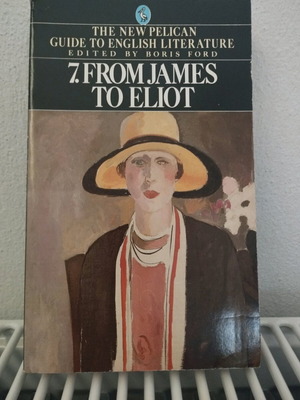 THE NEW PELICAN
GUIDE TO ENGLISH LITERATURE
EDITED BY BORIS FORD
7. FROM JAMES
TO ELIOT